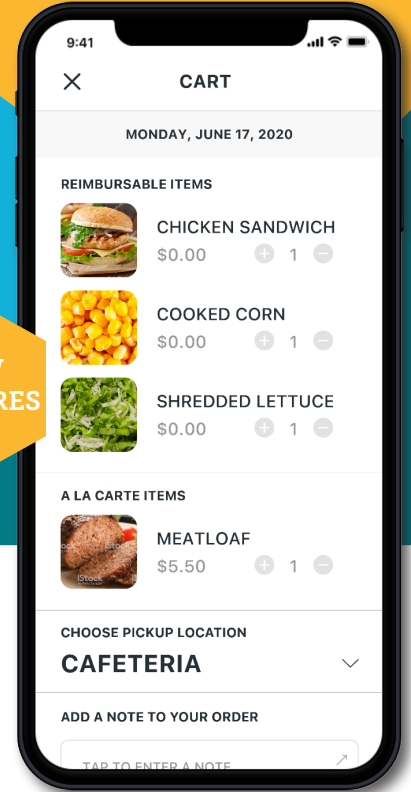 9:41
CART
MONDAY, JUNE 17, 2020
REIMBURSABLE ITEMS
CHICKEN SANDWICH
$0.00 1
COOKED CORN
$0.00 1
SHREDDED LETTUCE
$0.00 1
RES
A LA CARTE ITEMS
MEATLOAF
$5.50 1
iStock
iStock
CHOOSE PICKUP LOCATION
CAFETERIA
ADD A NOTE TO YOUR ORDER
TAP TO ENTER A NOTE